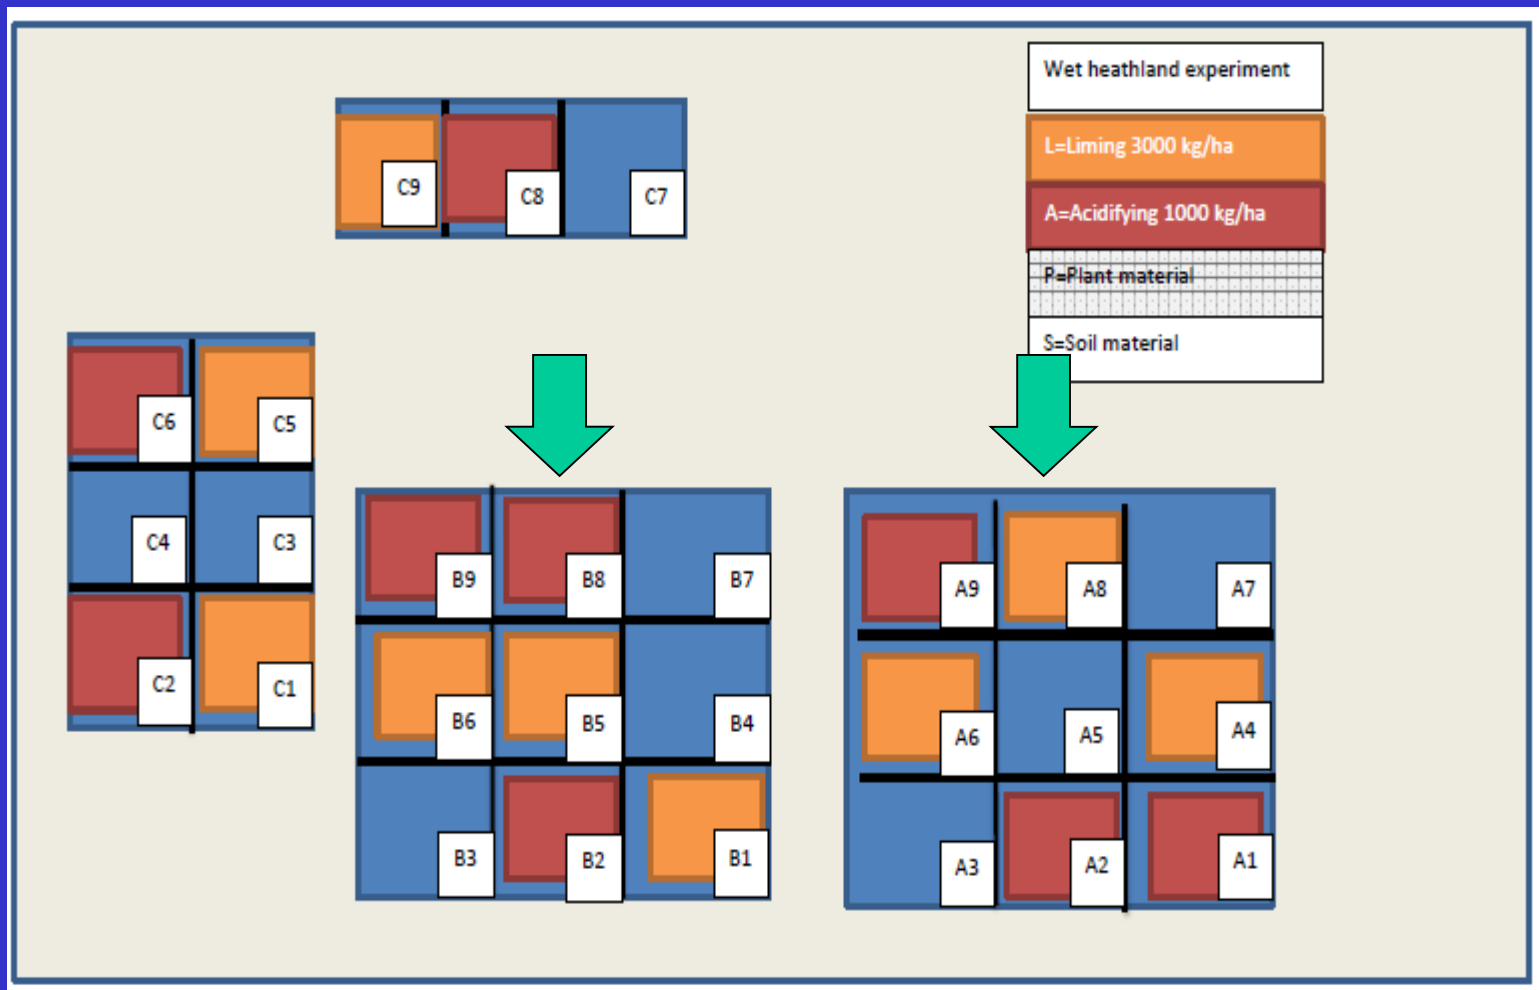 Wet heathland experiment
L=Liming 3000 kg/ha
A=Acidifying 1000 kg/ha
P=Plant material
S=Soil material
C9
C8
C7
C6
C5
C4
C3
C2
C1
B9
B8
B7
B6
B5
B4
B3
B2
B1
A9
A8
A7
A6
A5
A4
A3
A2
A1